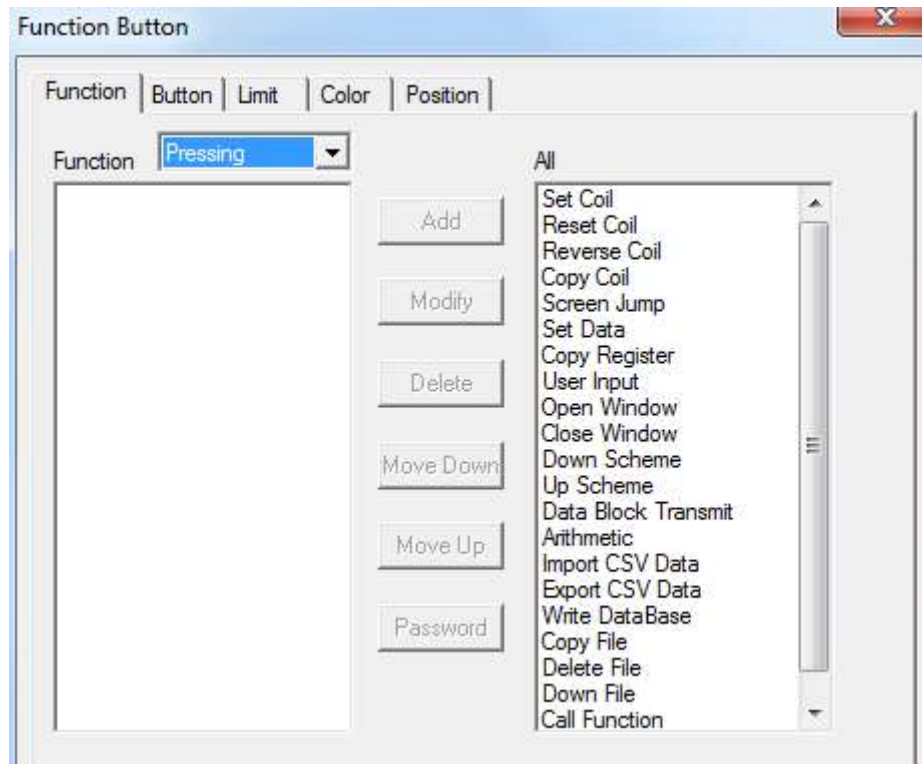 Function Button
Function Button Limit Color Position
Function Pressing All
Set Coil
Reset Coil
Reverse Coil
Copy Coil
Screen Jump
Set Data
Copy Register
User Input
Open Window
Close Window
Down Scheme
Up Scheme
Data Block Transmit
Arithmetic
Import CSV Data
Export CSV Data
Write DataBase
Copy File
Delete File
Down File
Call Function
Add
Modify
Delete
Move Down
Move Up
Password